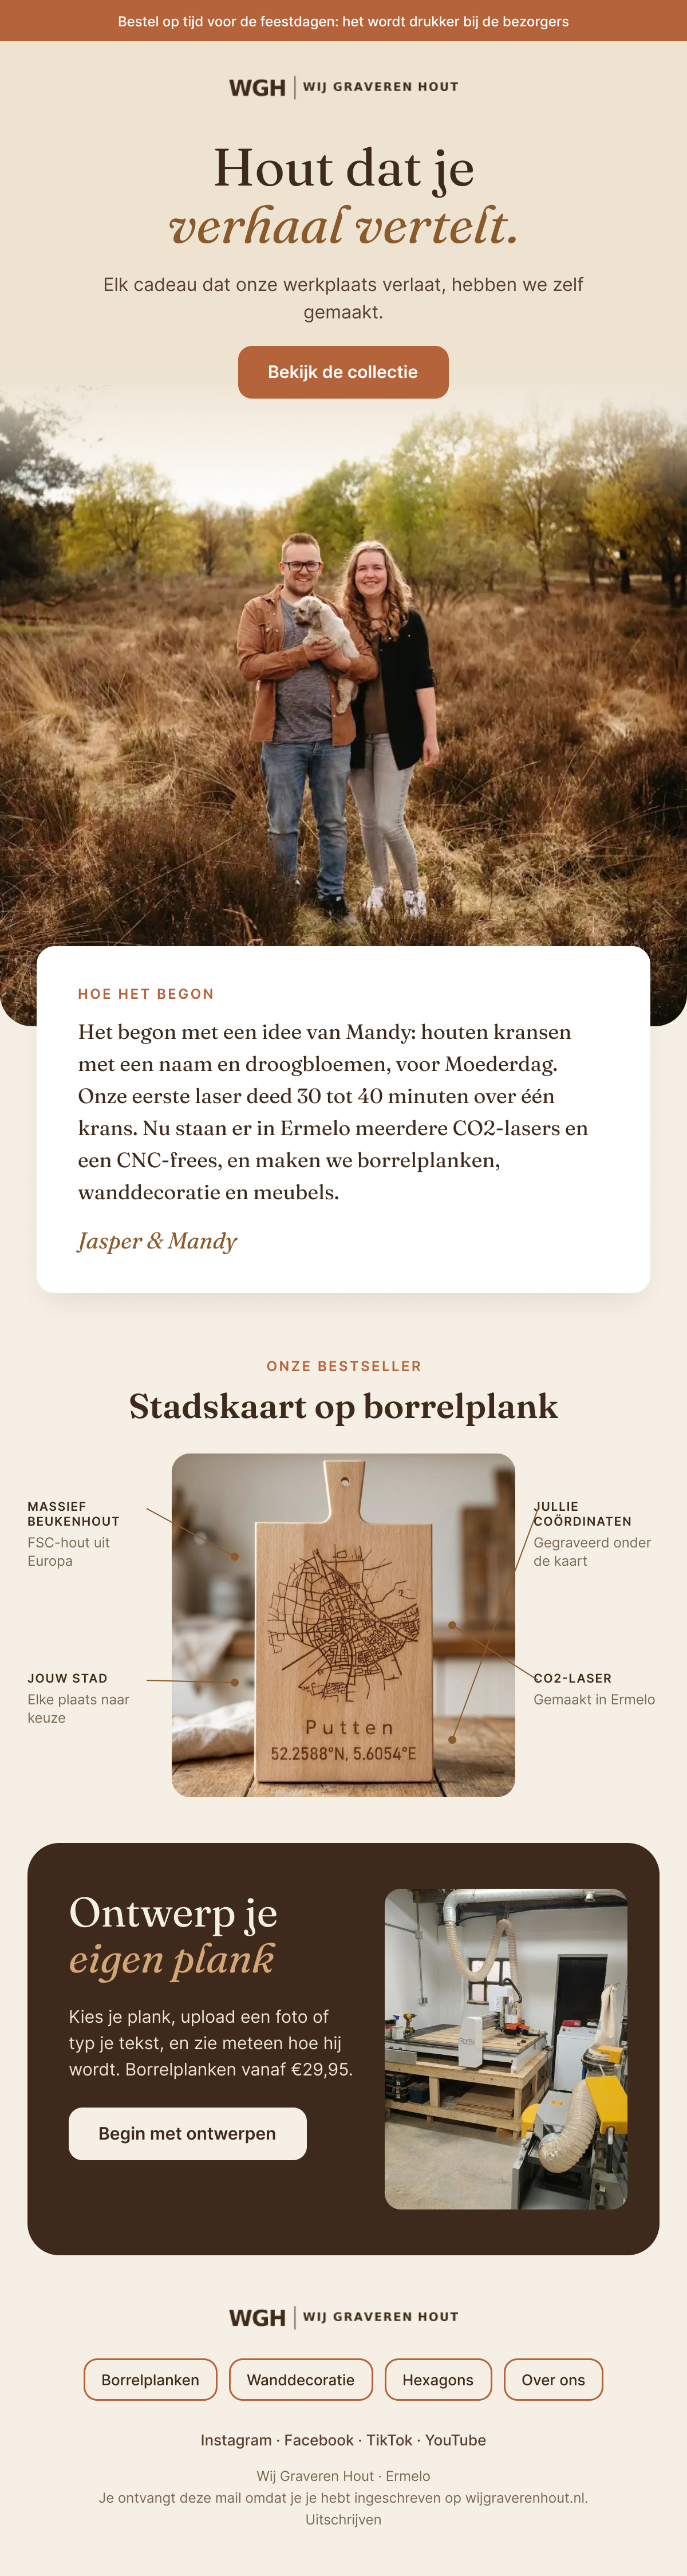 Bestel op tijd voor de feestdagen: het wordt drukker bij de bezorgers
WGH | WIJ GRAVEREN HOUT
Hout dat je
verhaal vertelt.
Elk cadeau dat onze werkplaats verlaat, hebben we zelf
gemaakt.
Bekijk de collectie
HOE HET BEGON
Het begon met een idee van Mandy: houten kransen
met een naam en droogbloemen, voor Moederdag.
Onze eerste laser deed 30 tot 40 minuten over één
krans. Nu staan er in Ermelo meerdere CO2-lasers en
een CNC-frees, en maken we borrelplanken,
wanddecoratie en meubels.
Jasper & Mandy
ONZE BESTSELLER
Stadskaart op borrelplank
MASSIEF
BEUKENHOUT
FSC-hout uit
Europa
JOUW STAD
Elke plaats naar
keuze
Putten
52.2588°N, 5.6054°E
JULLIE
COÖRDINATEN
Gegraveerd onder
de kaart
CO2-LASER
Gemaakt in Ermelo
Ontwerp je
eigen plank
Kies je plank, upload een foto of
typ je tekst, en zie meteen hoe hij
wordt. Borrelplanken vanaf €29,95.
Begin met ontwerpen
WGH | WIJ GRAVEREN HOUT
Borrelplanken
Wanddecoratie
Hexagons
Over ons
Instagram · Facebook · TikTok · YouTube
Wij Graveren Hout · Ermelo
Je ontvangt deze mail omdat je je hebt ingeschreven op wijgraverenhout.nl.
Uitschrijven